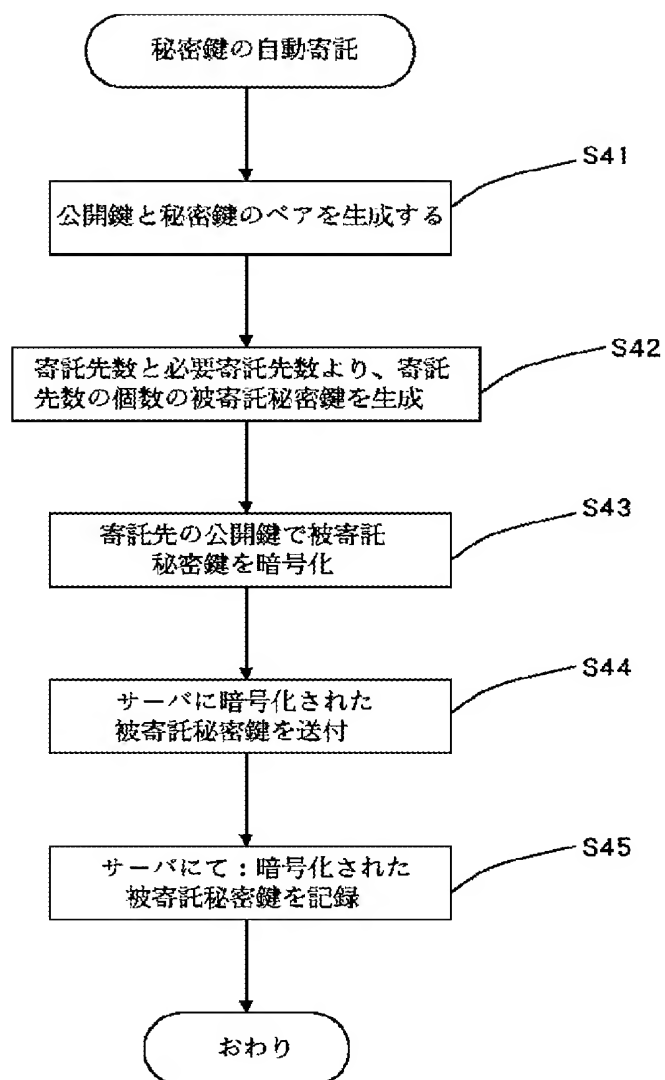 秘密鍵の自動寄託
S41
公開鍵と秘密鍵のペアを生成する
S42
寄託先数と必要寄託先数より、寄託
先数の個数の被寄託秘密鍵を生成
S43
寄託先の公開鍵で被寄託
秘密鍵を暗号化
S44
サーバに暗号化された
被寄託秘密鍵を送付
S45
サーバにて：暗号化された
被寄託秘密鍵を記録
おわり